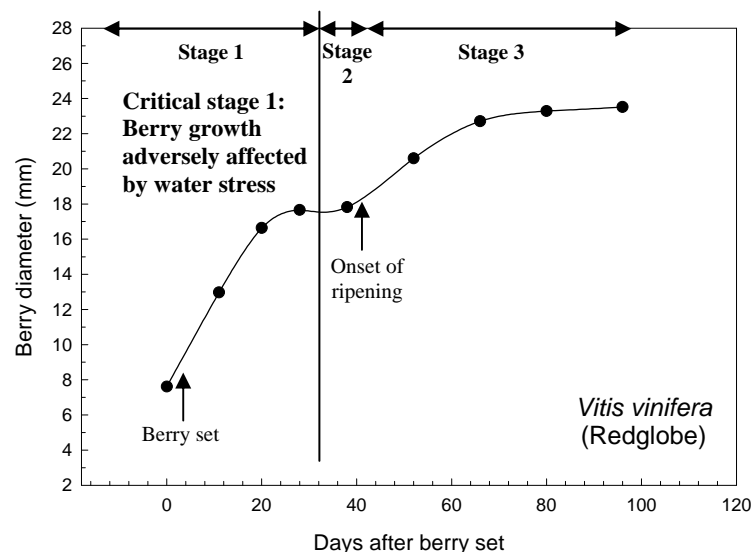 28
26
24
22
20
18
16
14
12
10
8
6
4
2
Berry diameter (mm)
Stage 1
Stage
2
Stage 3
Critical stage 1:
Berry growth
adversely affected
by water stress
Onset of
ripening
Berry set
Vitis vinifera
(Redglobe)
0 20 40 60 80 100 120
Days after berry set